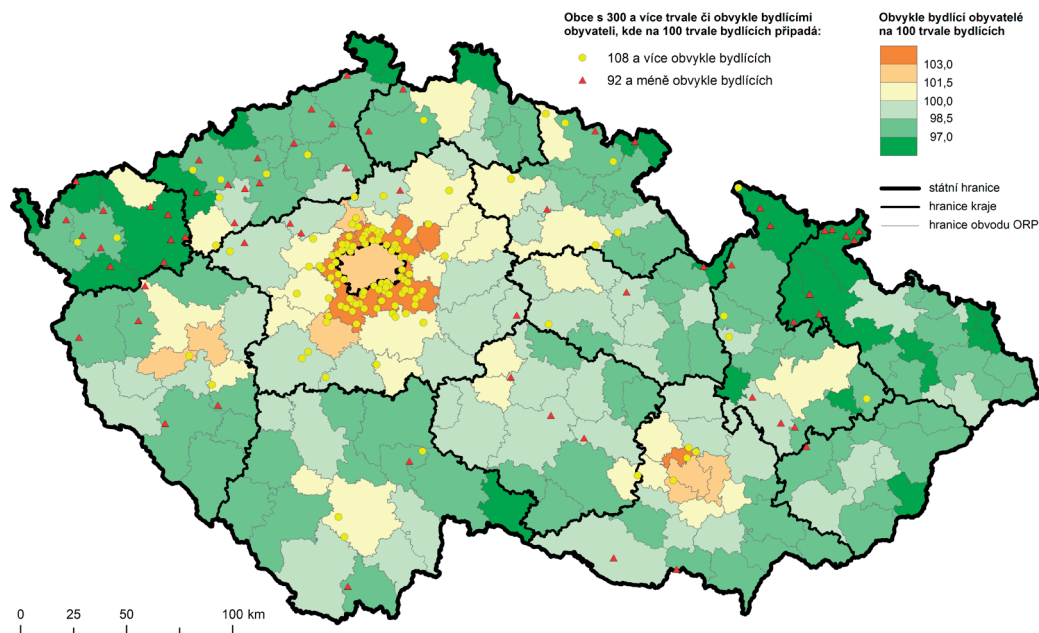 Obce s 300 a více trvale či obvykle bydlícími
obyvateli, kde na 100 trvale bydlících připadá:
108 a více obvykle bydlících
92 a méně obvykle bydlících
Obvykle bydlící obyvatelé
na 100 trvale bydlících
103,0
101,5
100,0
98,5
97,0
státní hranice
hranice kraje
hranice obvodu ORP
0 25 50 100 km